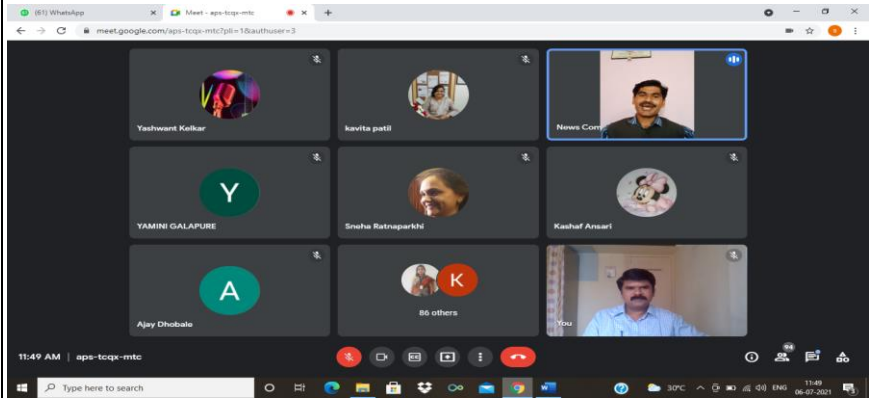 (61) WhatsApp
Meet - aps-tcqx-mtc
meet.google.com/aps-tcqx-mtc?pli=1&authuser=3
Yashwant Kelkar
kavita patil
News Com
Y
YAMINI GALAPURE
Sneha Ratnaparkhi
Kashaf Ansari
A
Ajay Dhobale
K
86 others
You
11:49 AM | aps-tcqx-mtc
94
Type here to search
30°C
ENG
11:49
06-07-2021